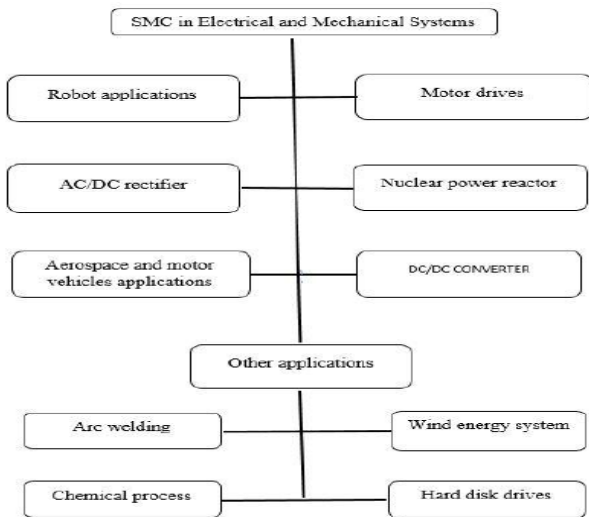 SMC in Electrical and Mechanical Systems
Robot applications
Motor drives
AC/DC rectifier
Nuclear power reactor
Aerospace and motor
vehicles applications
DC/DC CONVERTER
Other applications
Arc welding
Wind energy system
Chemical process
Hard disk drives